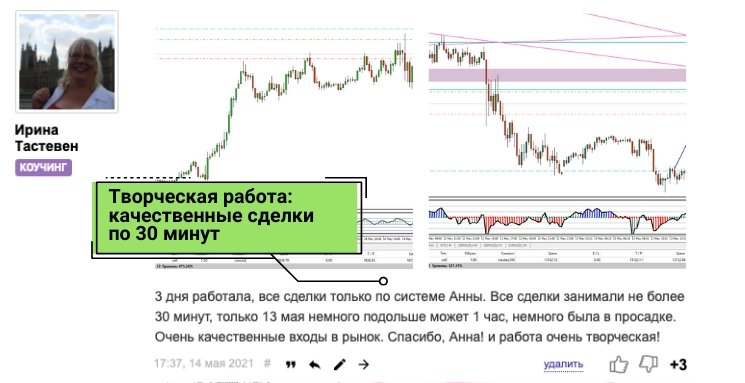 Ирина
Тастевен
КОУЧИНГ
Творческая работа:
качественные сделки
по 30 минут
3 дня работала, все сделки только по системе Анны. Все сделки занимали не более
30 минут, только 13 мая немного подольше может 1 час, немного была в просадке.
Очень качественные входы в рынок. Спасибо, Анна! и работа очень творческая!
17:37, 14 мая 2021 #
удалить
+3